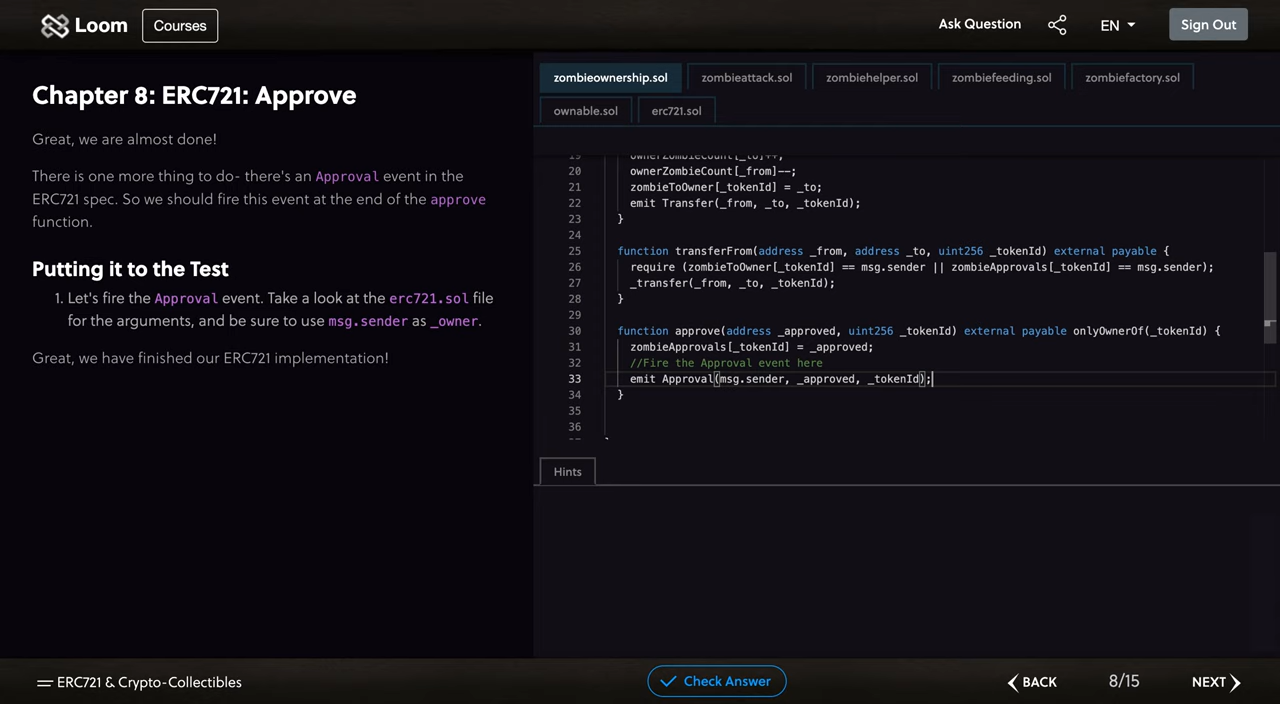 Loom
Courses
Ask Question
EN
Sign Out
Chapter 8: ERC721: Approve
Great, we are almost done!
There is one more thing to do- there's an Approval event in the
ERC721 spec. So we should fire this event at the end of the approve
function.
Putting it to the Test
1. Let's fire the Approval event. Take a look at the erc721.sol file
for the arguments, and be sure to use msg.sender as _owner.
Great, we have finished our ERC721 implementation!
zombieownership.sol
zombieattack.sol
zombiehelper.sol
zombiefeeding.sol
zombiefactory.sol
ownable.sol
erc721.sol
19 ownerZombieCount[_to]++;
20 ownerZombieCount[_from]--;
21 zombieToOwner[_tokenId] = _to;
22 emit Transfer(_from, _to, _tokenId);
23 }
24
25 function transferFrom(address _from, address _to, uint256 _tokenId) external payable {
26 require (zombieToOwner[_tokenId] == msg.sender || zombieApprovals[_tokenId] == msg.sender);
27 _transfer(_from, _to, _tokenId);
28 }
29
30 function approve(address _approved, uint256 _tokenId) external payable onlyOwnerOf(_tokenId) {
31 zombieApprovals[_tokenId] = _approved;
32 //Fire the Approval event here
33 emit Approval(msg.sender, _approved, _tokenId);
34 }
35
36
Hints
ERC721 & Crypto-Collectibles
Check Answer
BACK
8/15
NEXT